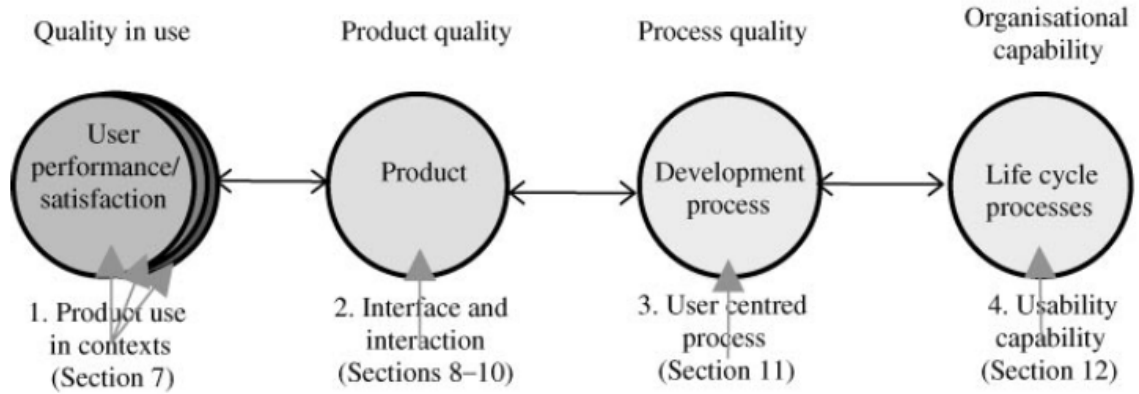 Quality in use
Product quality
Process quality
Organisational
capability
User
performance/
satisfaction
Product
Development
process
Life cycle
processes
1. Product use
in contexts
(Section 7)
2. Interface and
interaction
(Sections 8–10)
3. User centred
process
(Section 11)
4. Usability
capability
(Section 12)